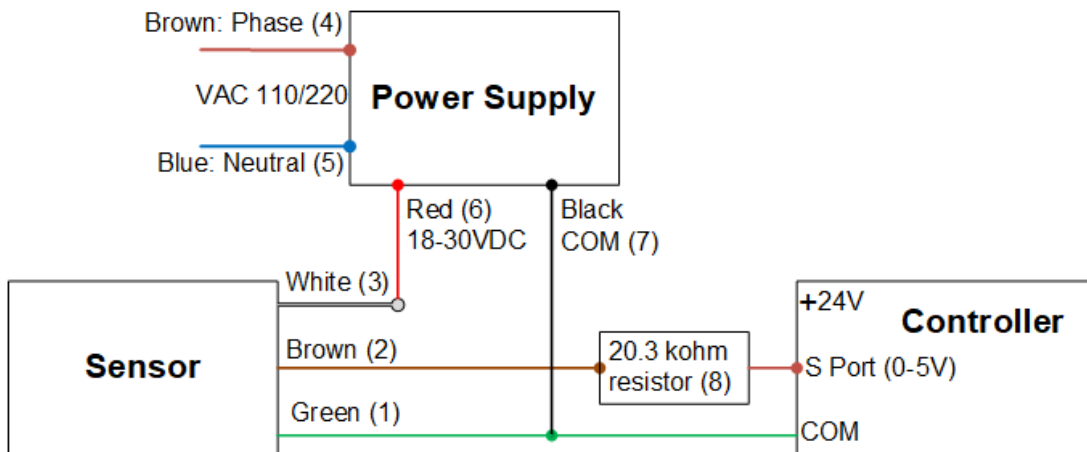 Brown: Phase (4)
VAC 110/220
Power Supply
Blue: Neutral (5)
Red (6)
18-30VDC
Black
COM (7)
White (3)
+24V
Controller
Sensor
Brown (2)
20.3 kohm
resistor (8)
S Port (0-5V)
Green (1)
COM